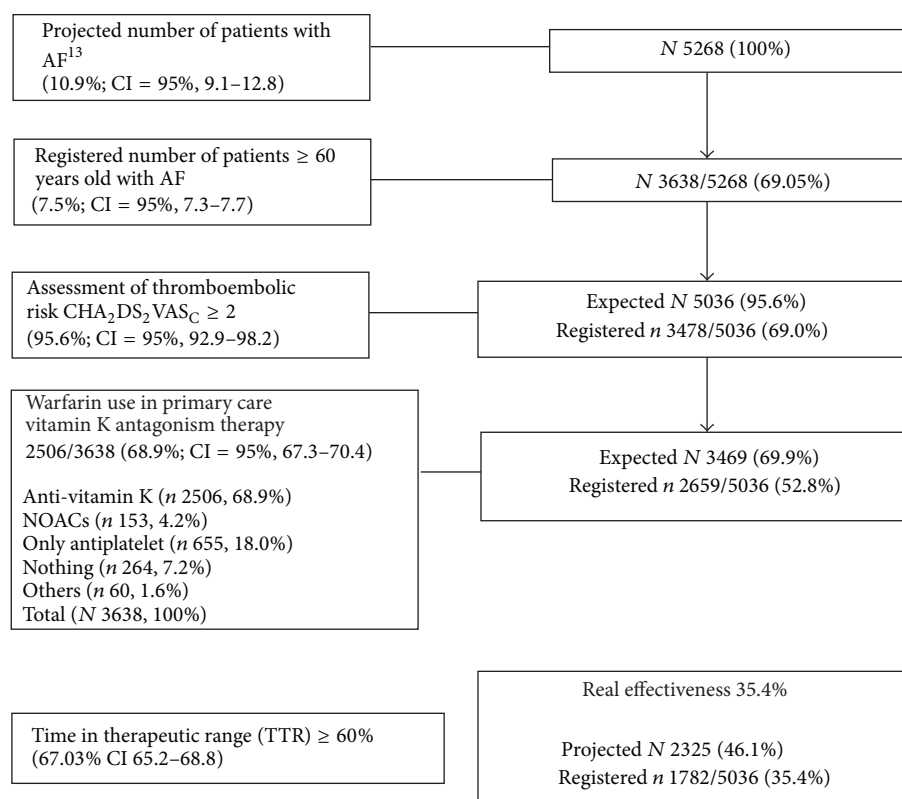 Projected number of patients with
AF¹³
(10.9%; CI = 95%, 9.1–12.8)
N 5268 (100%)
Registered number of patients ≥ 60
years old with AF
(7.5%; CI = 95%, 7.3–7.7)
N 3638/5268 (69.05%)
Assessment of thromboembolic
risk CHA₂DS₂VAS_C ≥ 2
(95.6%; CI = 95%, 92.9–98.2)
Expected N 5036 (95.6%)
Registered n 3478/5036 (69.0%)
Warfarin use in primary care
vitamin K antagonism therapy
2506/3638 (68.9%; CI = 95%, 67.3–70.4)
Anti-vitamin K (n 2506, 68.9%)
NOACs (n 153, 4.2%)
Only antiplatelet (n 655, 18.0%)
Nothing (n 264, 7.2%)
Others (n 60, 1.6%)
Total (N 3638, 100%)
Expected N 3469 (69.9%)
Registered n 2659/5036 (52.8%)
Time in therapeutic range (TTR) ≥ 60%
(67.03% CI 65.2–68.8)
Real effectiveness 35.4%
Projected N 2325 (46.1%)
Registered n 1782/5036 (35.4%)